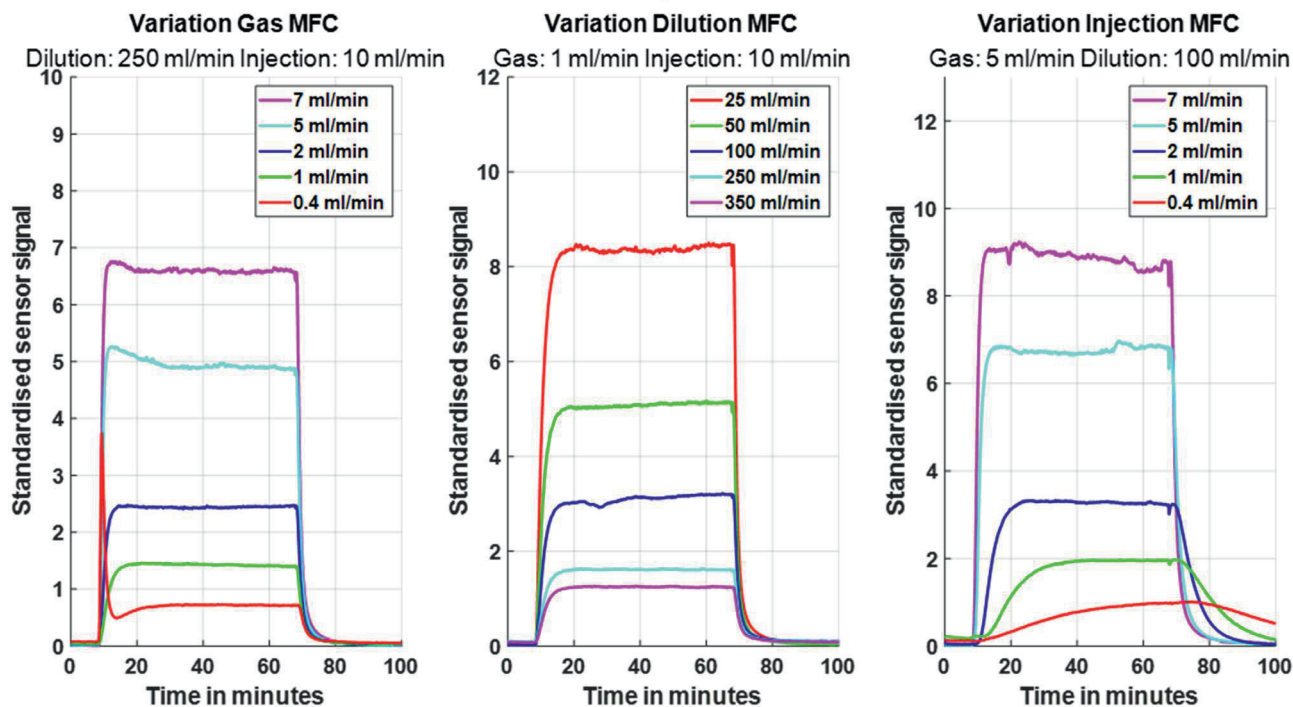 Variation Gas MFC
Dilution: 250 ml/min Injection: 10 ml/min
10
9
8
7
6
5
4
3
2
1
0
Standardised sensor signal
7 ml/min
5 ml/min
2 ml/min
1 ml/min
0.4 ml/min
0 20 40 60 80 100
Time in minutes
Variation Dilution MFC
Gas: 1 ml/min Injection: 10 ml/min
12
10
8
6
4
2
0
Standardised sensor signal
25 ml/min
50 ml/min
100 ml/min
250 ml/min
350 ml/min
0 20 40 60 80 100
Time in minutes
Variation Injection MFC
Gas: 5 ml/min Dilution: 100 ml/min
12
10
8
6
4
2
0
Standardised sensor signal
7 ml/min
5 ml/min
2 ml/min
1 ml/min
0.4 ml/min
0 20 40 60 80 100
Time in minutes